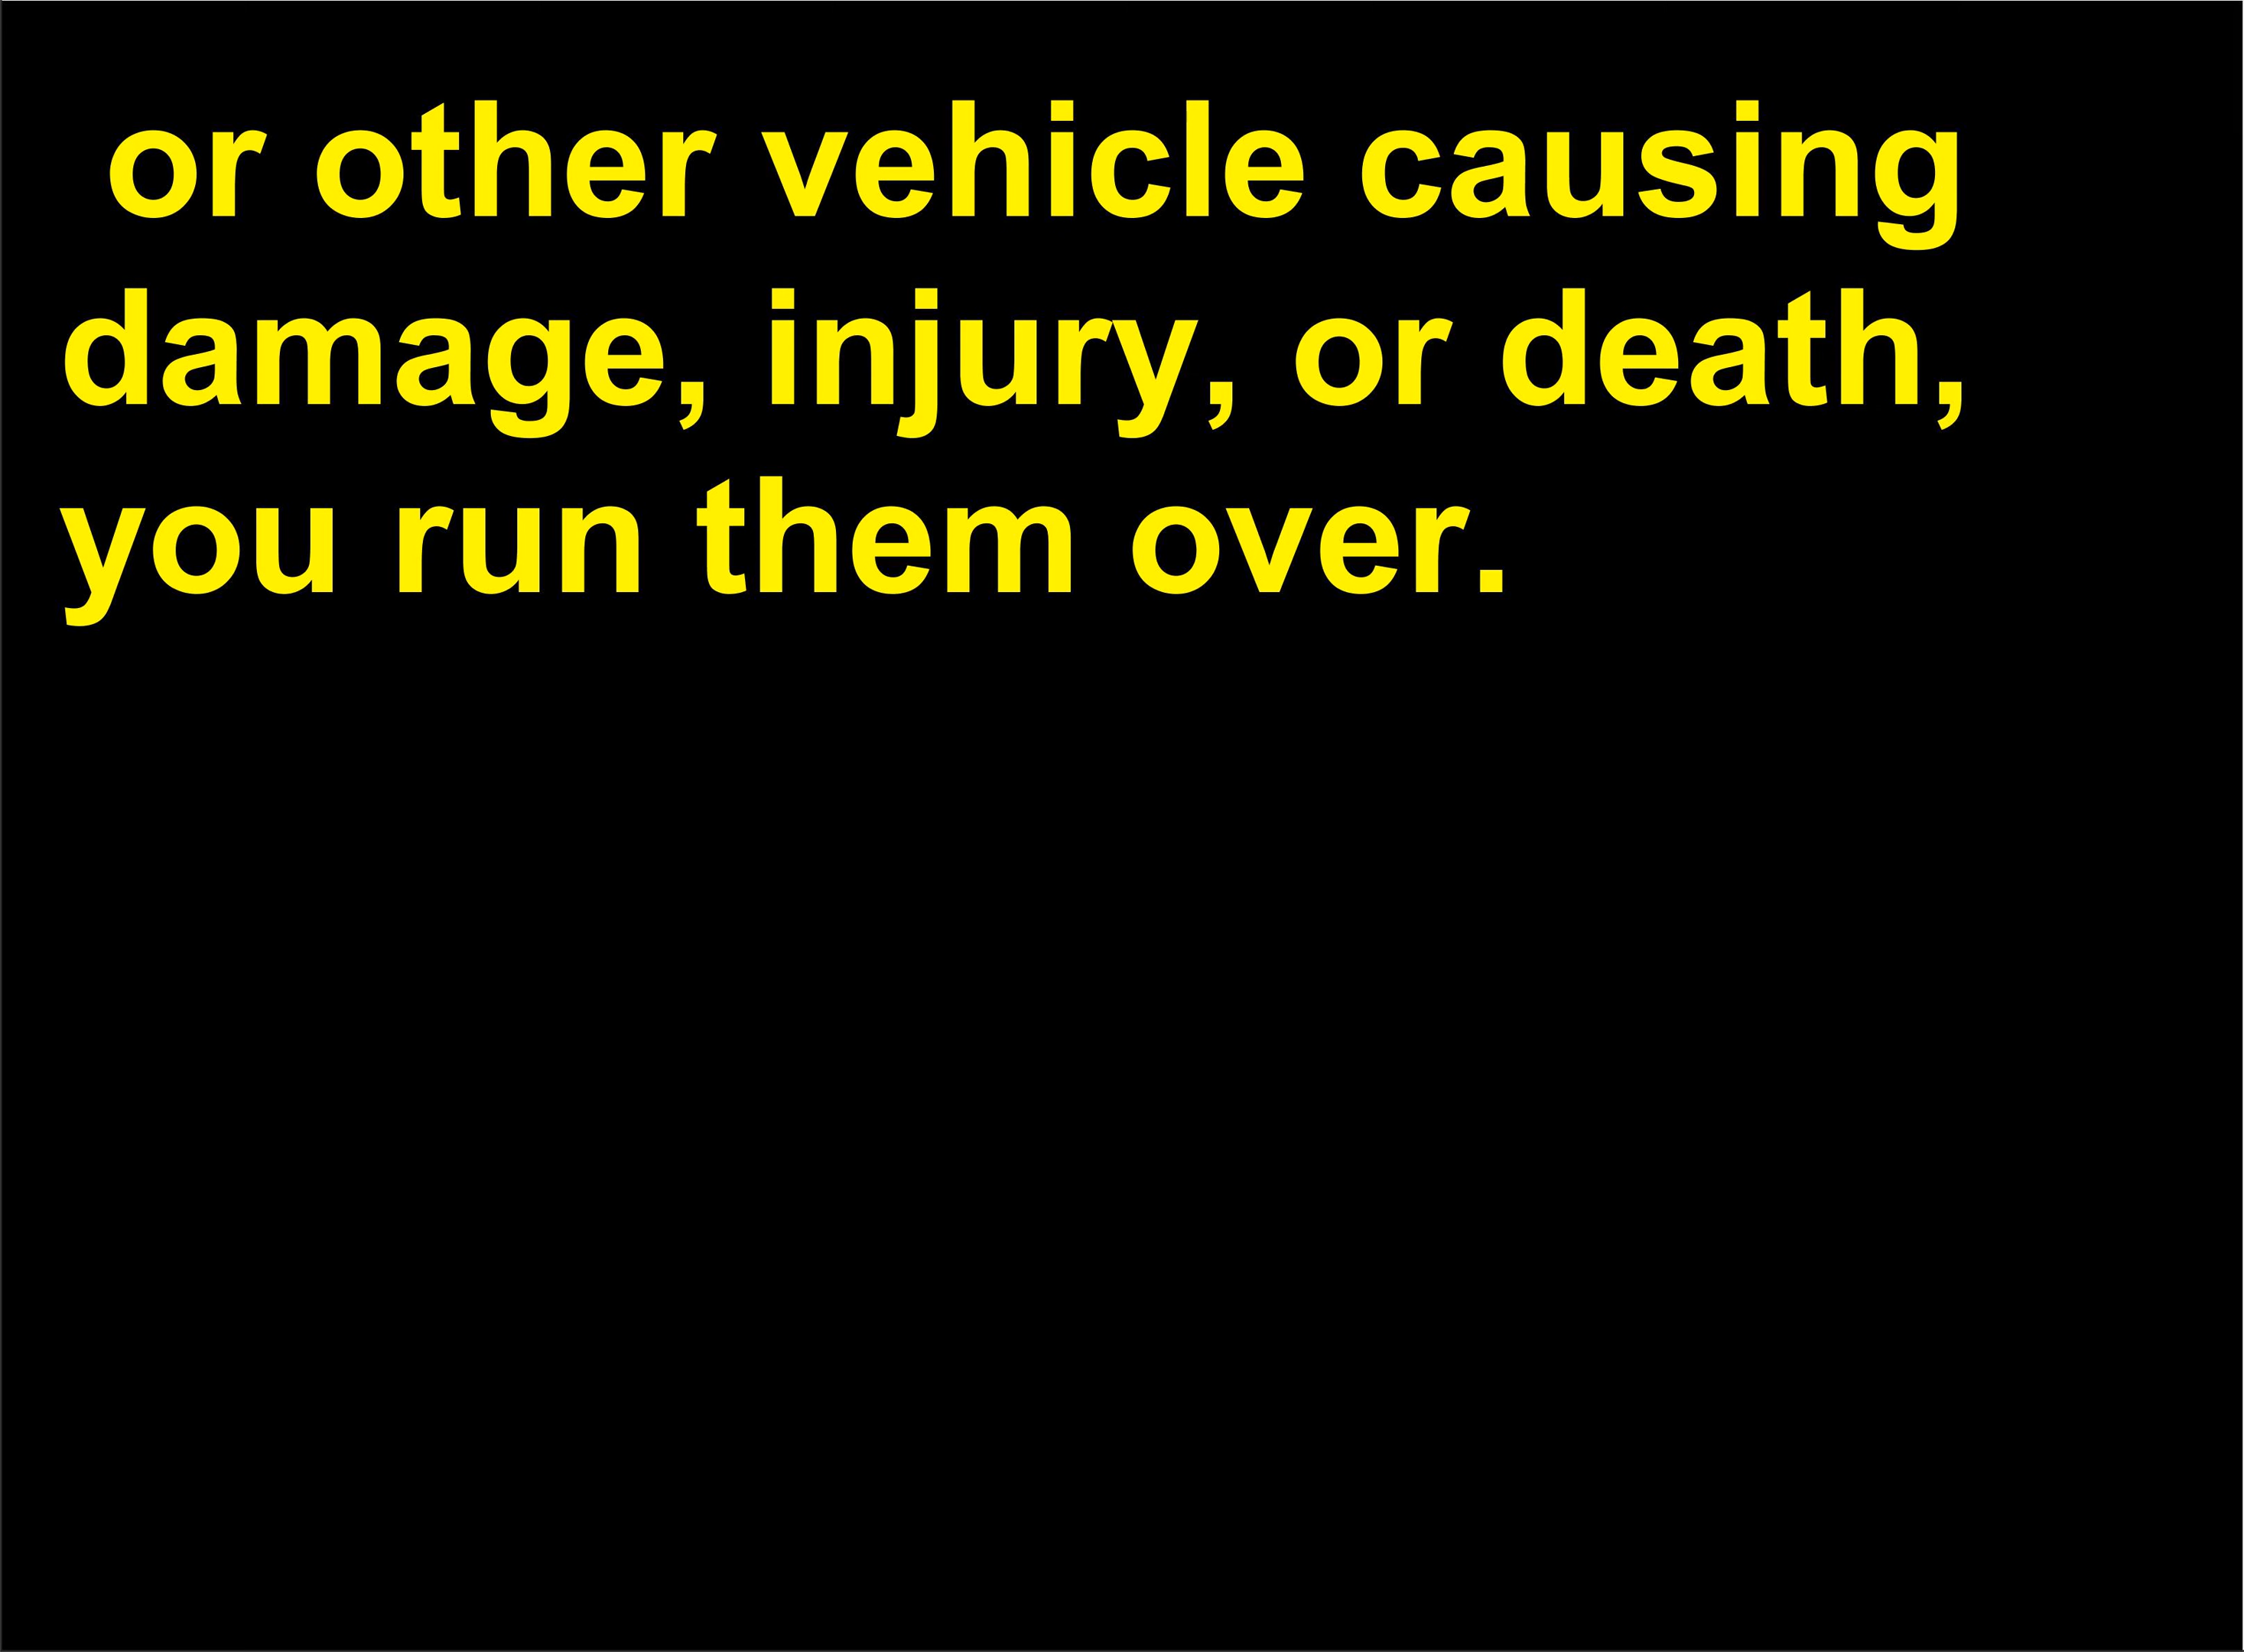 or other vehicle causing
damage, injury, or death,
you run them over.